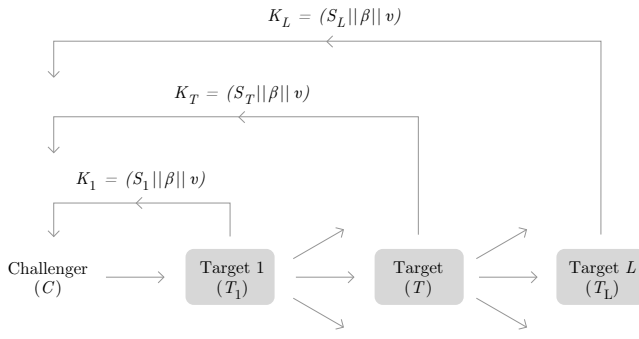 K_L = (S_L||β|| v)
K_T = (S_T||β|| v)
K_1 = (S_1||β|| v)
Challenger
(C)
Target 1
(T_1)
Target
(T)
Target L
(T_L)